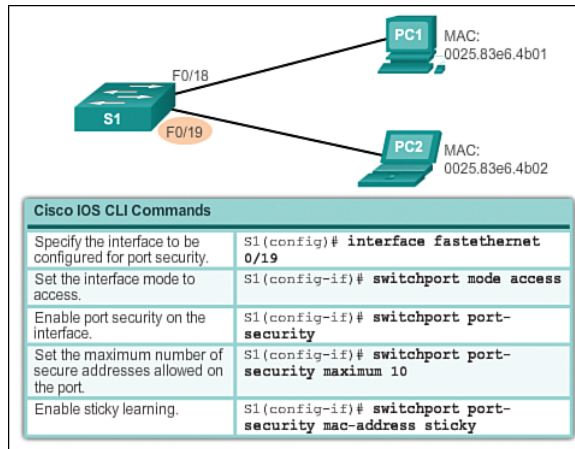 PC1
MAC:
0025.83e6.4b01
F0/18
S1
F0/19
PC2
MAC:
0025.83e6.4b02
Cisco IOS CLI Commands
Specify the interface to be
configured for port security.
S1(config)# interface fastethernet
0/19
Set the interface mode to
access.
S1(config-if)# switchport mode access
Enable port security on the
interface.
S1(config-if)# switchport port-
security
Set the maximum number of
secure addresses allowed on
the port.
S1(config-if)# switchport port-
security maximum 10
Enable sticky learning.
S1(config-if)# switchport port-
security mac-address sticky